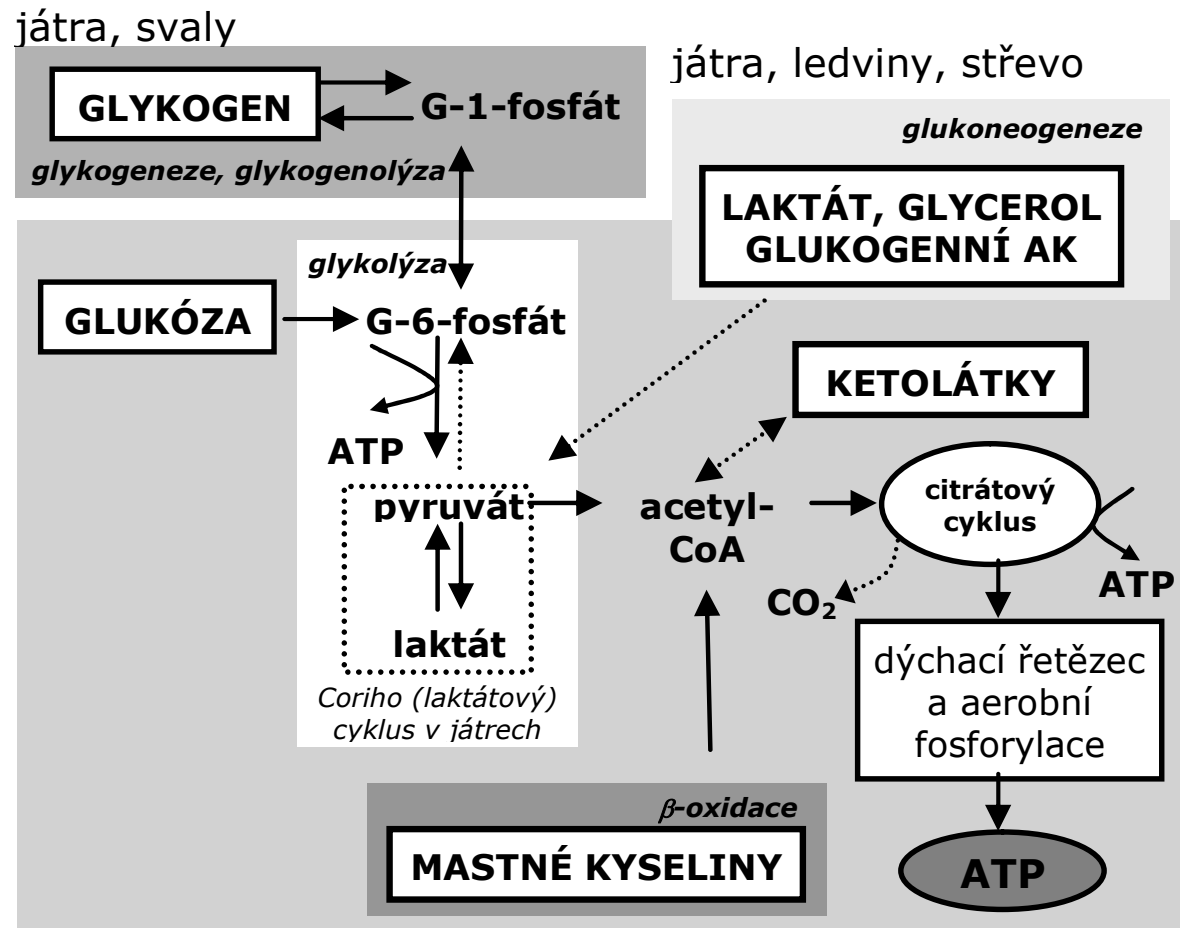 játra, svaly
GLYKOGEN
G-1-fosfát
glykogeneze, glykogenolýza
játra, ledviny, střevo
glukoneogeneze
LAKTÁT, GLYCEROL
GLUKOGENNÍ AK
glykolýza
GLUKÓZA
G-6-fosfát
KETOLÁTKY
ATP
pyruvát
acetyl-
CoA
citrátový
cyklus
ATP
CO₂
laktát
Coriho (laktátový)
cyklus v játrech
dýchací řetězec
a aerobní
fosforylace
β-oxidace
MASTNÉ KYSELINY
ATP